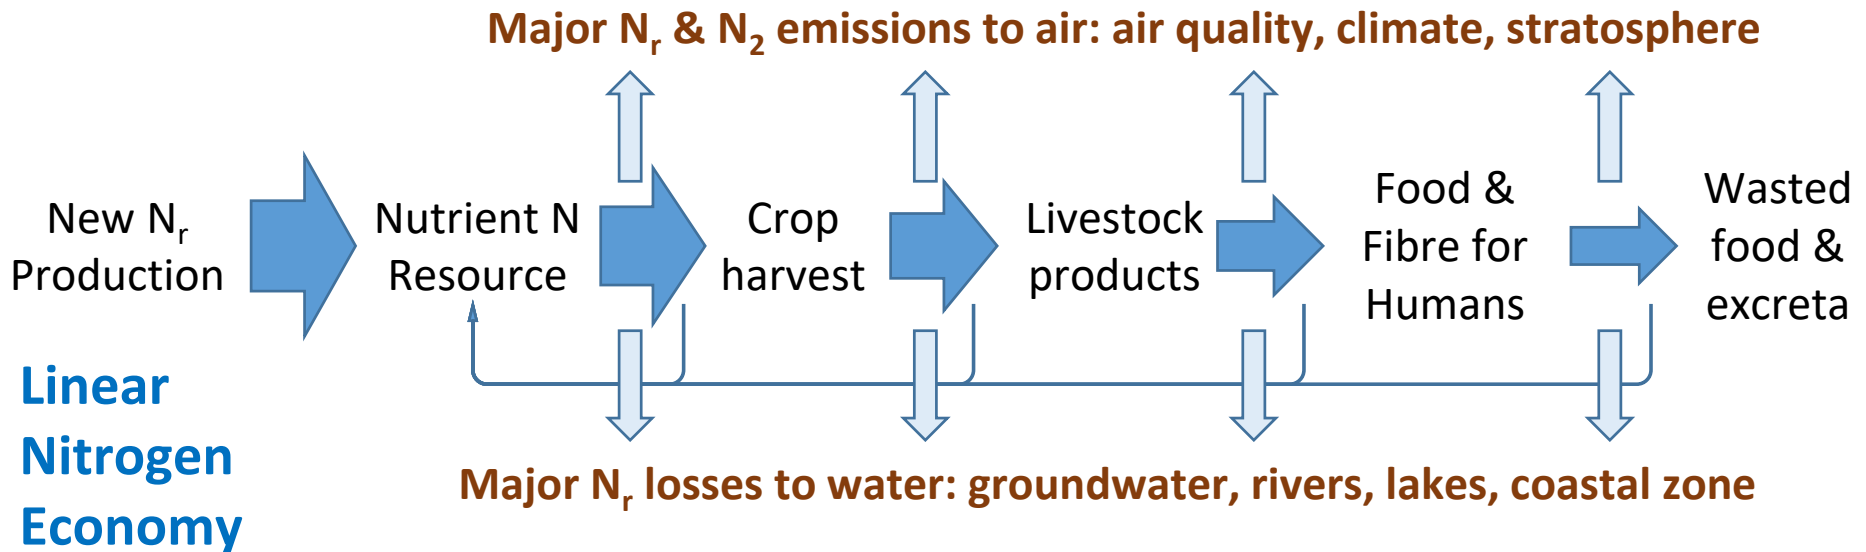 Major Nr & N2 emissions to air: air quality, climate, stratosphere
New Nr
Production
Nutrient N
Resource
Crop
harvest
Livestock
products
Food &
Fibre for
Humans
Wasted
food &
excreta
Linear
Nitrogen
Economy
Major Nr losses to water: groundwater, rivers, lakes, coastal zone